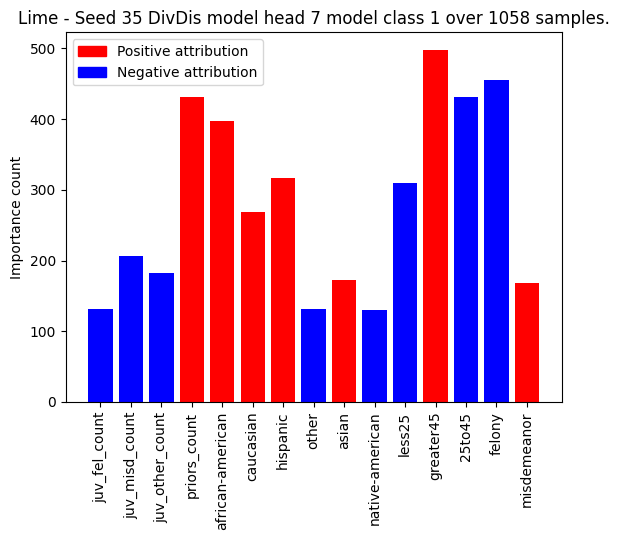 Lime - Seed 35 DivDis model head 7 model class 1 over 1058 samples.
Positive attribution
Negative attribution
Importance count
500
400
300
200
100
0
juv_fel_count
juv_misd_count
juv_other_count
priors_count
african-american
caucasian
hispanic
other
asian
native-american
less25
greater45
25to45
felony
misdemeanor